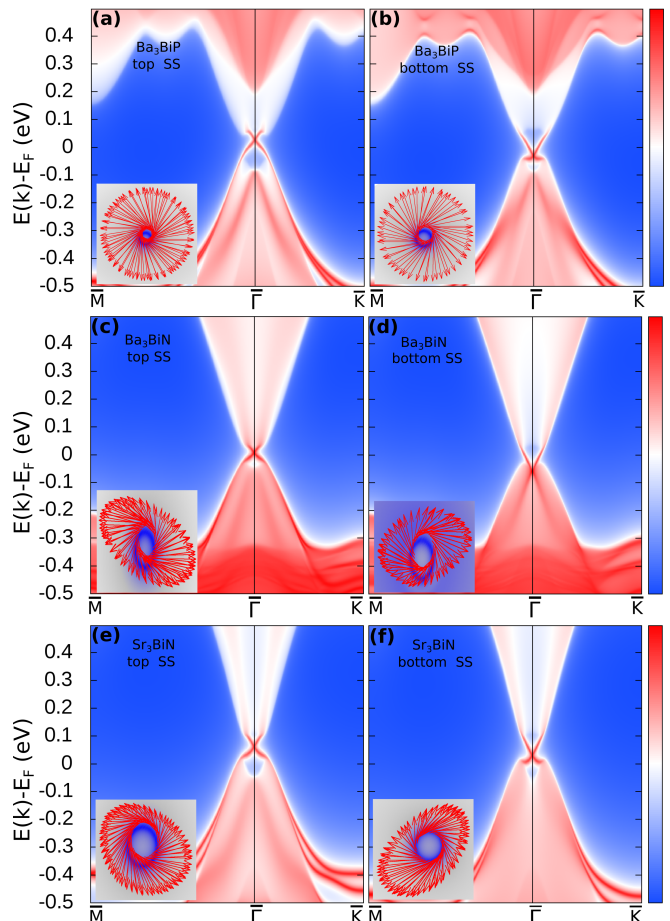 (a)
Ba₃BiP
top SS
(b)
Ba₃BiP
bottom SS
E(k)-E_F (eV)
0.4
0.3
0.2
0.1
0
-0.1
-0.2
-0.3
-0.4
-0.5
M̅
Γ̅
K̅
M̅
Γ̅
K̅
(c)
Ba₃BiN
top SS
(d)
Ba₃BiN
bottom SS
E(k)-E_F (eV)
0.4
0.3
0.2
0.1
0
-0.1
-0.2
-0.3
-0.4
-0.5
M̅
Γ̅
K̅
M̅
Γ̅
K̅
(e)
Sr₃BiN
top SS
(f)
Sr₃BiN
bottom SS
E(k)-E_F (eV)
0.4
0.3
0.2
0.1
0
-0.1
-0.2
-0.3
-0.4
-0.5
M̅
Γ̅
K̅
M̅
Γ̅
K̅